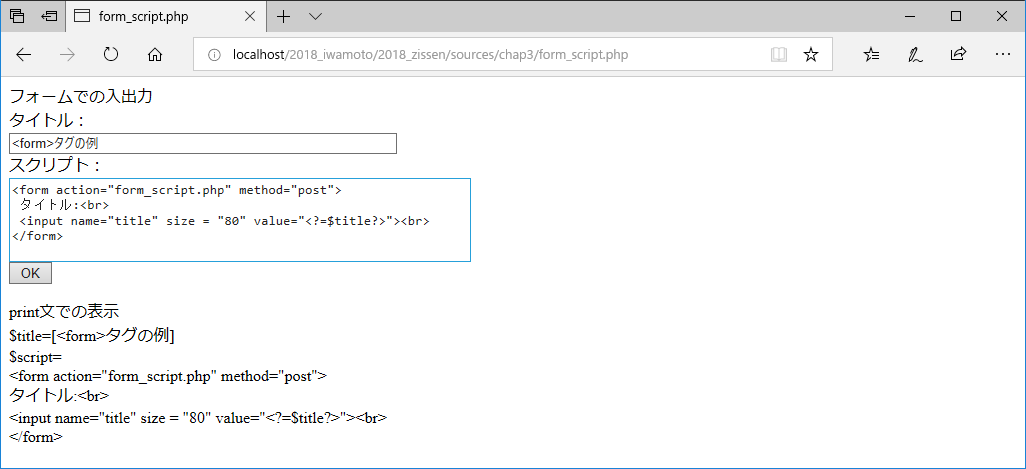 form_script.php
localhost/2018_iwamoto/2018_zissen/sources/chap3/form_script.php
フォームでの入出力
タイトル：
<form>タグの例
スクリプト：
<form action="form_script.php" method="post">
タイトル:<br>
<input name="title" size = "80" value="<?=$title?>"><br>
</form>
OK
print文での表示
$title=[<form>タグの例]
$script=
<form action="form_script.php" method="post">
タイトル:<br>
<input name="title" size = "80" value="<?=$title?>"><br>
</form>